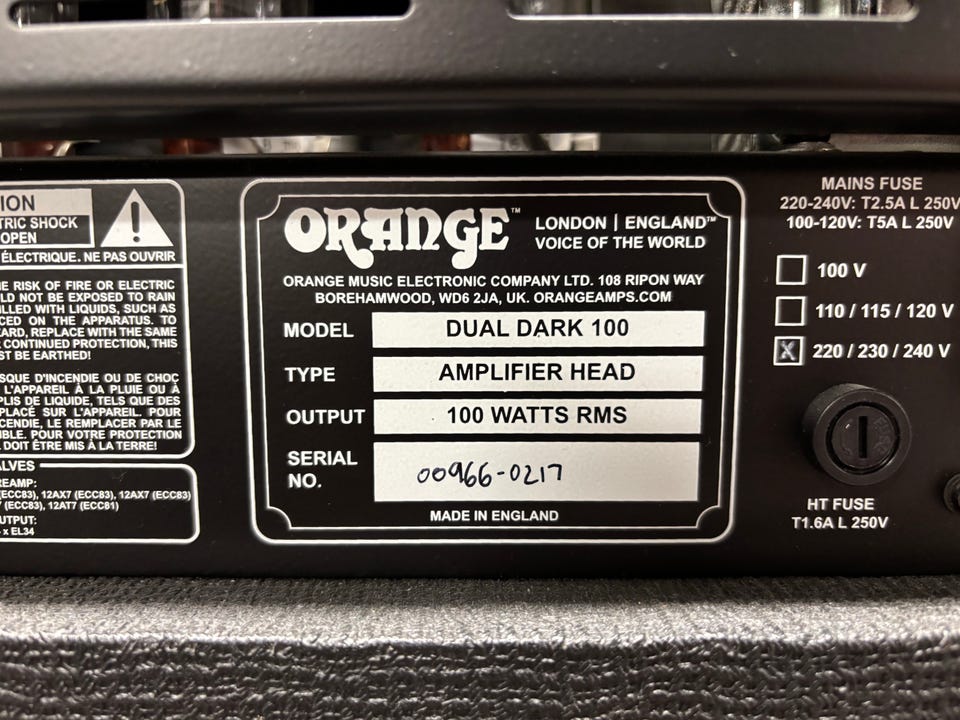 ION
TRIC SHOCK
OPEN
ÉLECTRIQUE. NE PAS OUVRIR
E RISK OF FIRE OR ELECTRIC
LD NOT BE EXPOSED TO RAIN
ILLED WITH LIQUIDS, SUCH AS
CED ON THE APPARATUS. TO
ARD, REPLACE WITH THE SAME
CONTINUED PROTECTION, THIS
ST BE EARTHED!
SQUE D'INCENDIE OU DE CHOC
L'APPAREIL À LA PLUIE OU À
PLIS DE LIQUIDE, TELS QUE DES
PLACÉ SUR L'APPAREIL. POUR
CENDIE, LE REMPLACER PAR LE
IBLE. POUR VOTRE PROTECTION
DOIT ÊTRE MIS À LA TERRE!
ALVES
REAMP:
(ECC83), 12AX7 (ECC83), 12AX7 (ECC83)
(ECC83), 12AT7 (ECC81)
UTPUT:
x EL34
ORANGE™
LONDON | ENGLAND™
VOICE OF THE WORLD
ORANGE MUSIC ELECTRONIC COMPANY LTD. 108 RIPON WAY
BOREHAMWOOD, WD6 2JA, UK. ORANGEAMPS.COM
MODEL DUAL DARK 100
TYPE AMPLIFIER HEAD
OUTPUT 100 WATTS RMS
SERIAL NO. 00966-0217
MADE IN ENGLAND
MAINS FUSE
220-240V: T2.5A L 250V
100-120V: T5A L 250V
100 V
110 / 115 / 120 V
X 220 / 230 / 240 V
HT FUSE
T1.6A L 250V